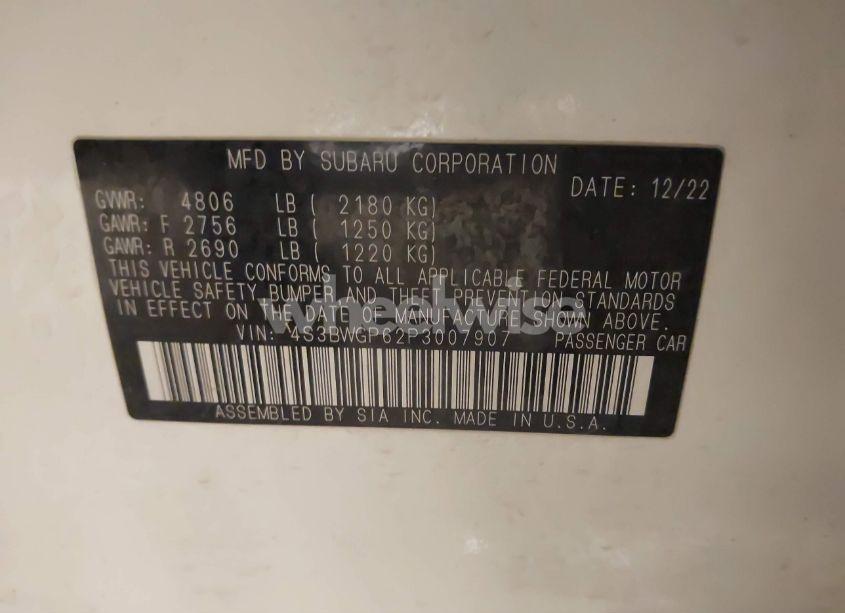 MFD BY SUBARU CORPORATION
DATE: 12/22
GVWR: 4806 LB ( 2180 KG)
GAWR: F 2756 LB ( 1250 KG)
GAWR: R 2690 LB ( 1220 KG)
THIS VEHICLE CONFORMS TO ALL APPLICABLE FEDERAL MOTOR
VEHICLE SAFETY, BUMPER AND THEFT PREVENTION STANDARDS
IN EFFECT ON THE DATE OF MANUFACTURE SHOWN ABOVE.
wheelwise
VIN: 4S3BWGP62P3007907 PASSENGER CAR
ASSEMBLED BY SIA INC. MADE IN U.S.A.